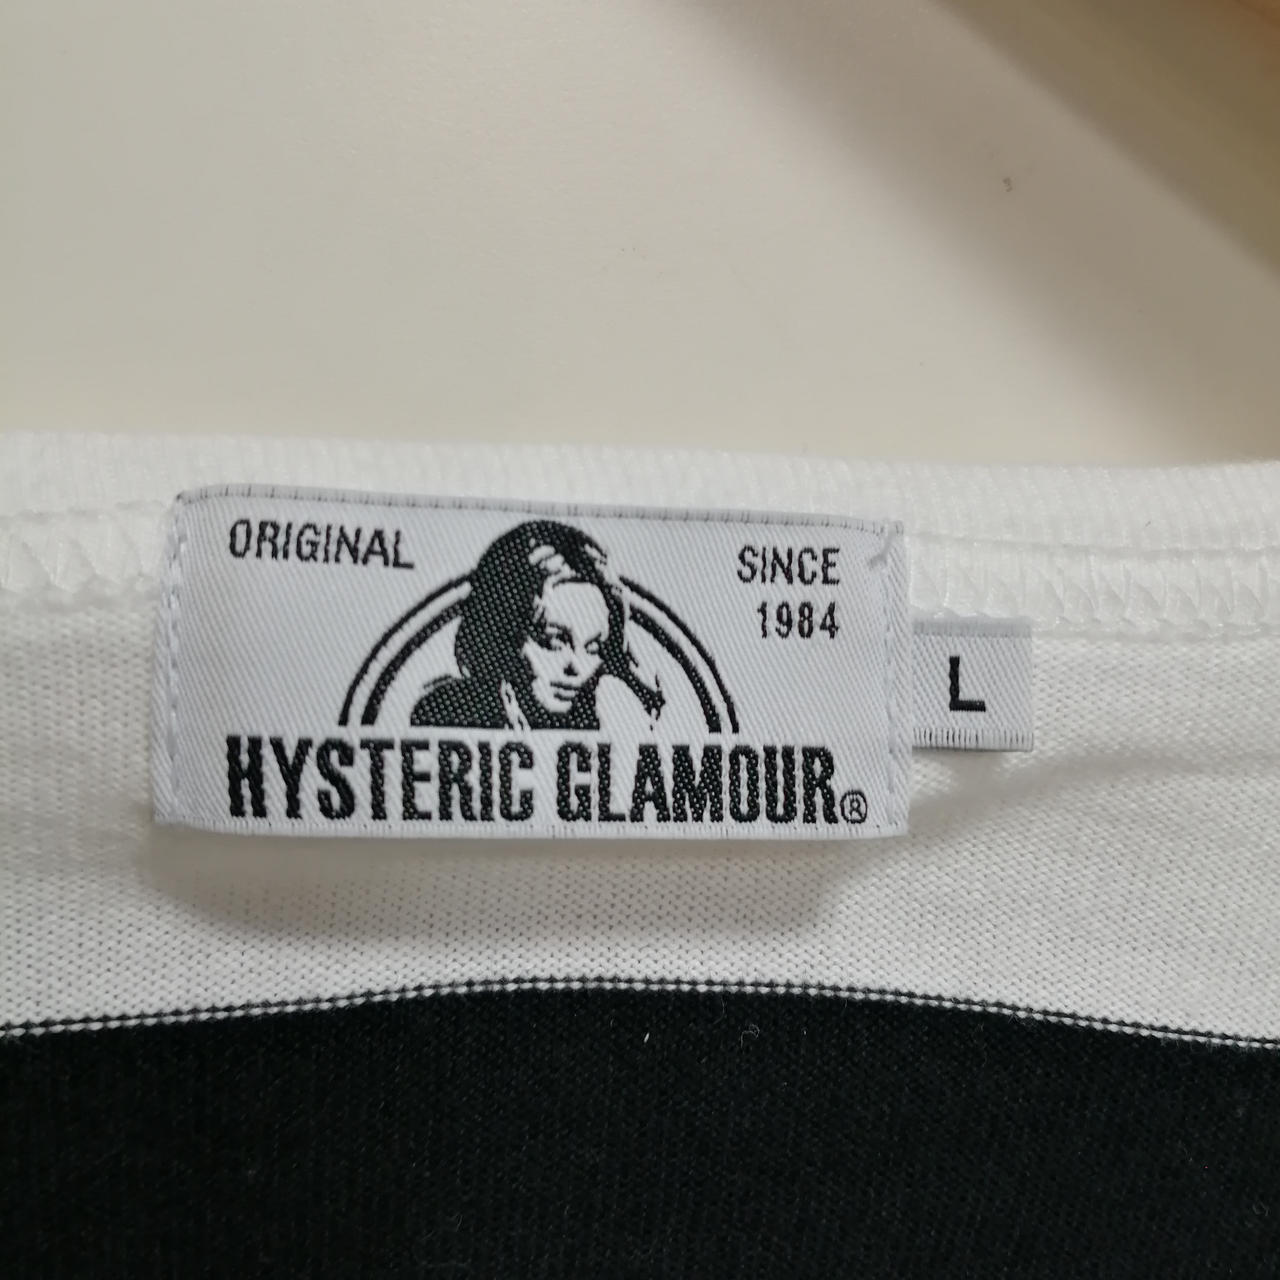 ORIGINAL
SINCE
1984
HYSTERIC GLAMOUR®
L